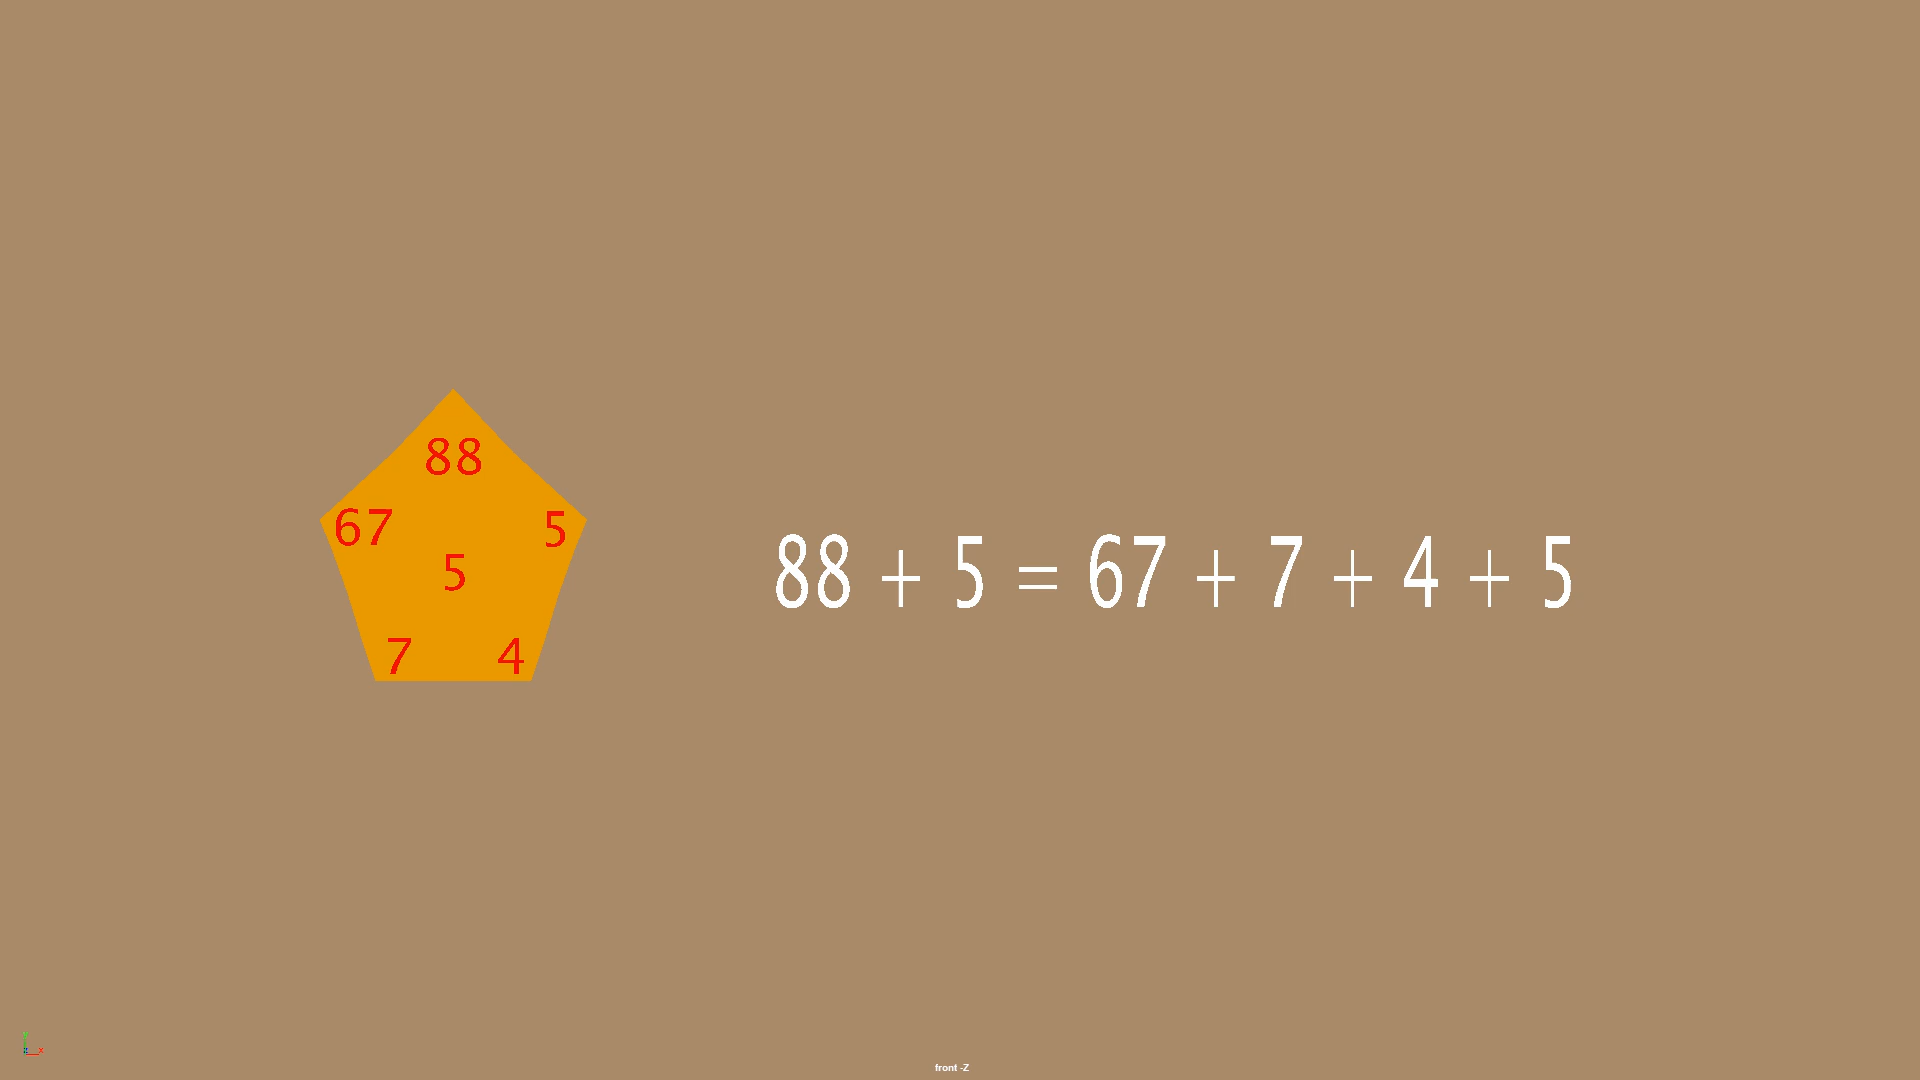 88
67 5
5
7 4
88 + 5 = 67 + 7 + 4 + 5
front -Z